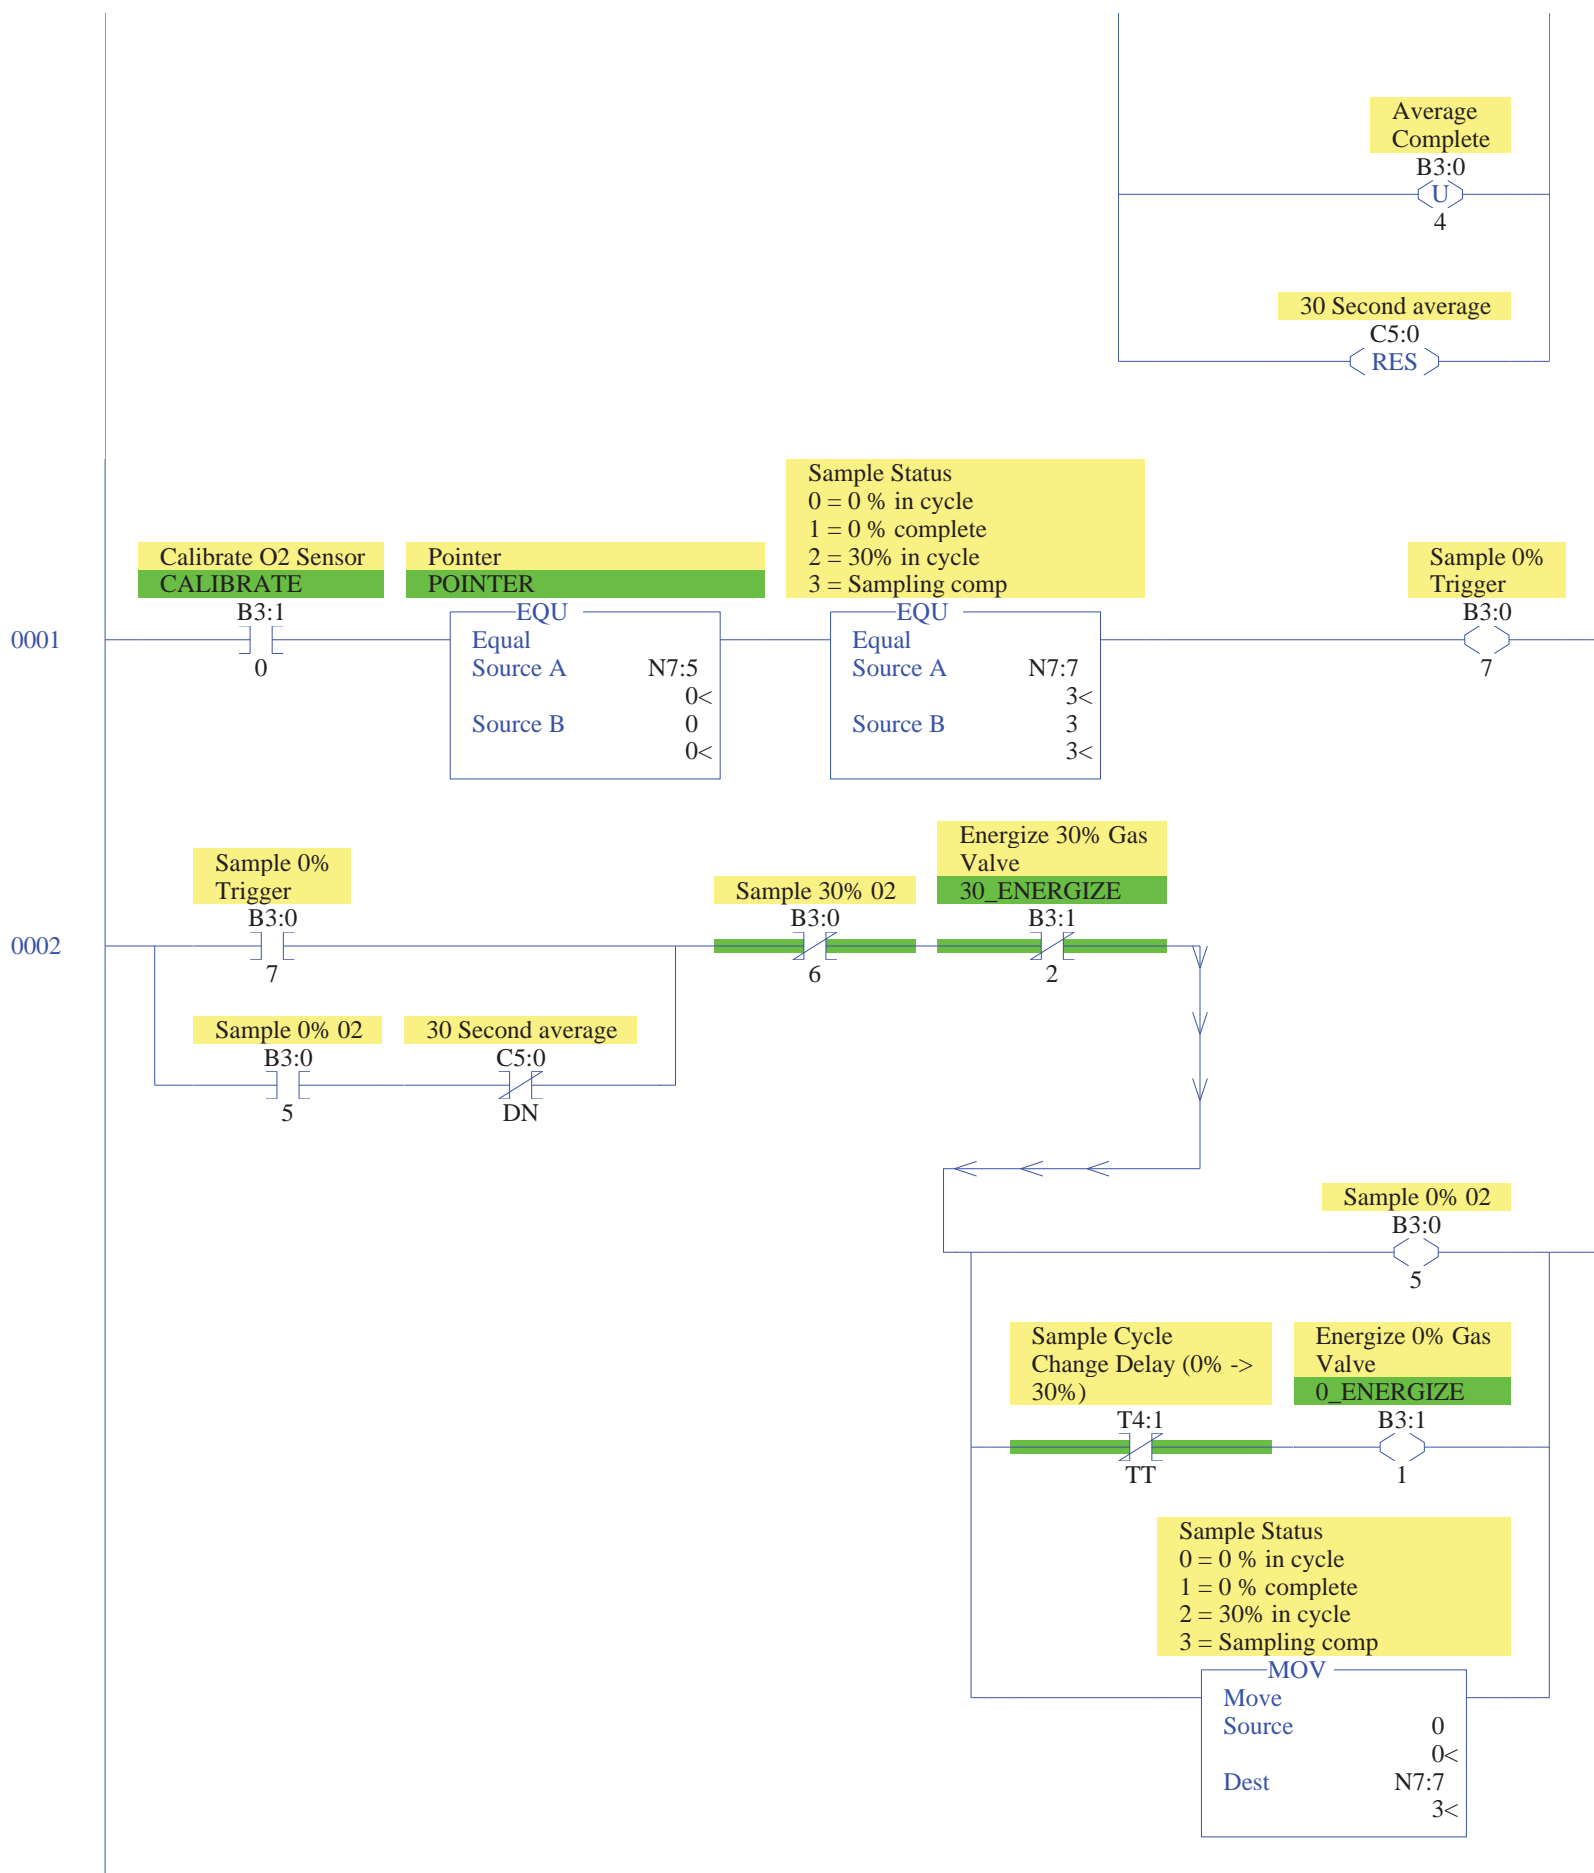 Average
Complete
B3:0
U
4
30 Second average
C5:0
RES
0001
Calibrate O2 Sensor
CALIBRATE
B3:1
0
Pointer
POINTER
EQU
Equal
Source A N7:5
0<
Source B 0
0<
Sample Status
0 = 0 % in cycle
1 = 0 % complete
2 = 30% in cycle
3 = Sampling comp
EQU
Equal
Source A N7:7
3<
Source B 3
3<
Sample 0%
Trigger
B3:0
7
0002
Sample 0%
Trigger
B3:0
7
Sample 0% 02
B3:0
5
30 Second average
C5:0
DN
Sample 30% 02
B3:0
6
Energize 30% Gas
Valve
30_ENERGIZE
B3:1
2
Sample 0% 02
B3:0
5
Sample Cycle
Change Delay (0% ->
30%)
T4:1
TT
Energize 0% Gas
Valve
0_ENERGIZE
B3:1
1
Sample Status
0 = 0 % in cycle
1 = 0 % complete
2 = 30% in cycle
3 = Sampling comp
MOV
Move
Source 0
0<
Dest N7:7
3<